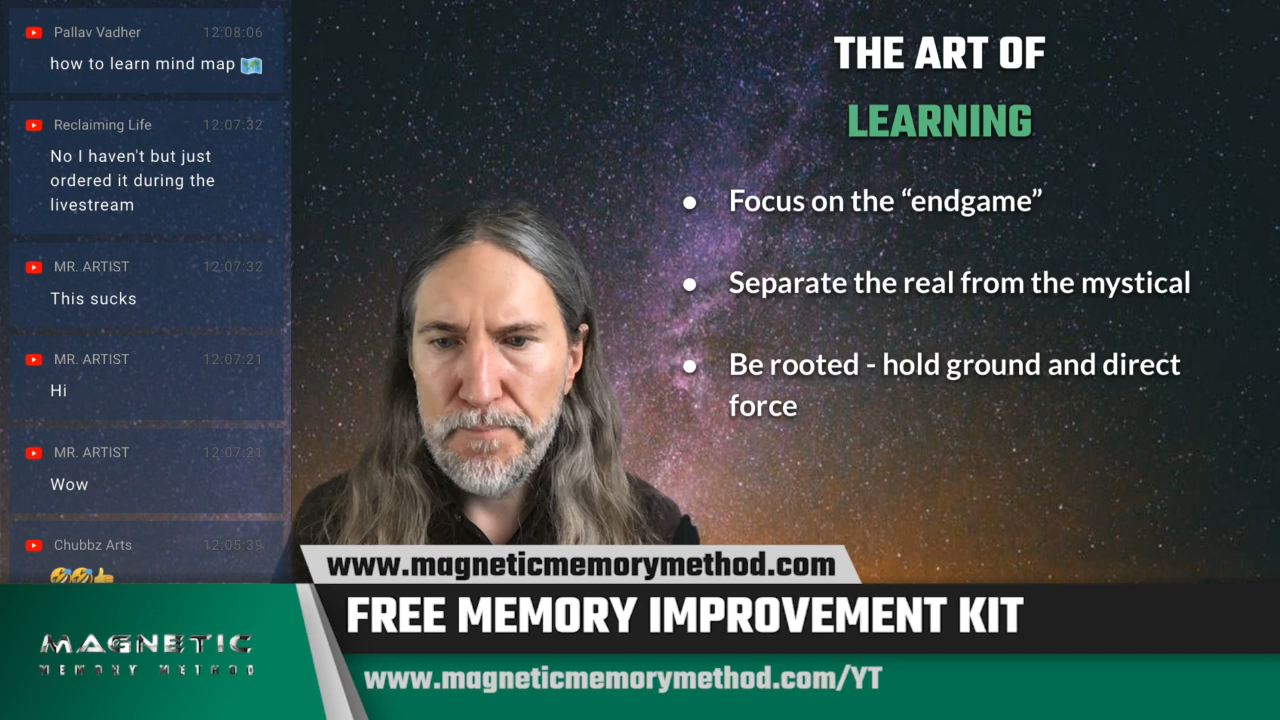 Pallav Vadher 12:08:06
how to learn mind map 🗺️
Reclaiming Life 12:07:32
No I haven't but just
ordered it during the
livestream
MR. ARTIST 12:07:32
This sucks
MR. ARTIST 12:07:21
Hi
MR. ARTIST 12:07:21
Wow
Chubbz Arts 12:05:39
🤣🤣👍
THE ART OF
LEARNING
● Focus on the “endgame”
● Separate the real from the mystical
● Be rooted - hold ground and direct
force
www.magneticmemorymethod.com
FREE MEMORY IMPROVEMENT KIT
www.magneticmemorymethod.com/YT
MAGNETIC
MEMORY METHOD